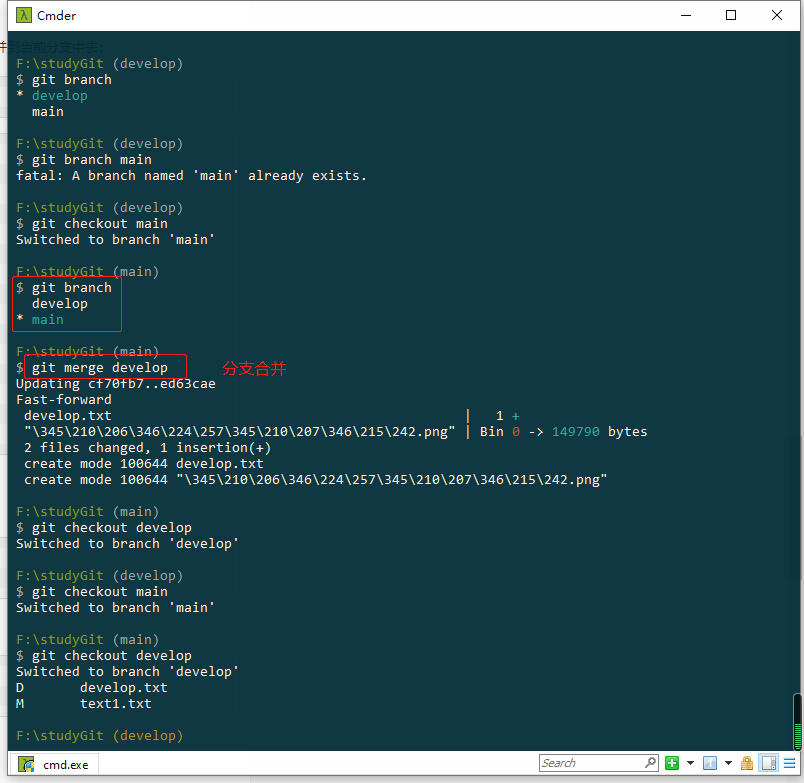 Cmder
F:\studyGit (develop)
$ git branch
* develop
main
F:\studyGit (develop)
$ git branch main
fatal: A branch named 'main' already exists.
F:\studyGit (develop)
$ git checkout main
Switched to branch 'main'
F:\studyGit (main)
$ git branch
develop
* main
F:\studyGit (main)
$ git merge develop 分支合并
Updating cf70fb7..ed63cae
Fast-forward
develop.txt | 1 +
"\345\210\206\346\224\257\345\210\207\346\215\242.png" | Bin 0 -> 149790 bytes
2 files changed, 1 insertion(+)
create mode 100644 develop.txt
create mode 100644 "\345\210\206\346\224\257\345\210\207\346\215\242.png"
F:\studyGit (main)
$ git checkout develop
Switched to branch 'develop'
F:\studyGit (develop)
$ git checkout main
Switched to branch 'main'
F:\studyGit (main)
$ git checkout develop
Switched to branch 'develop'
D develop.txt
M text1.txt
F:\studyGit (develop)
cmd.exe Search